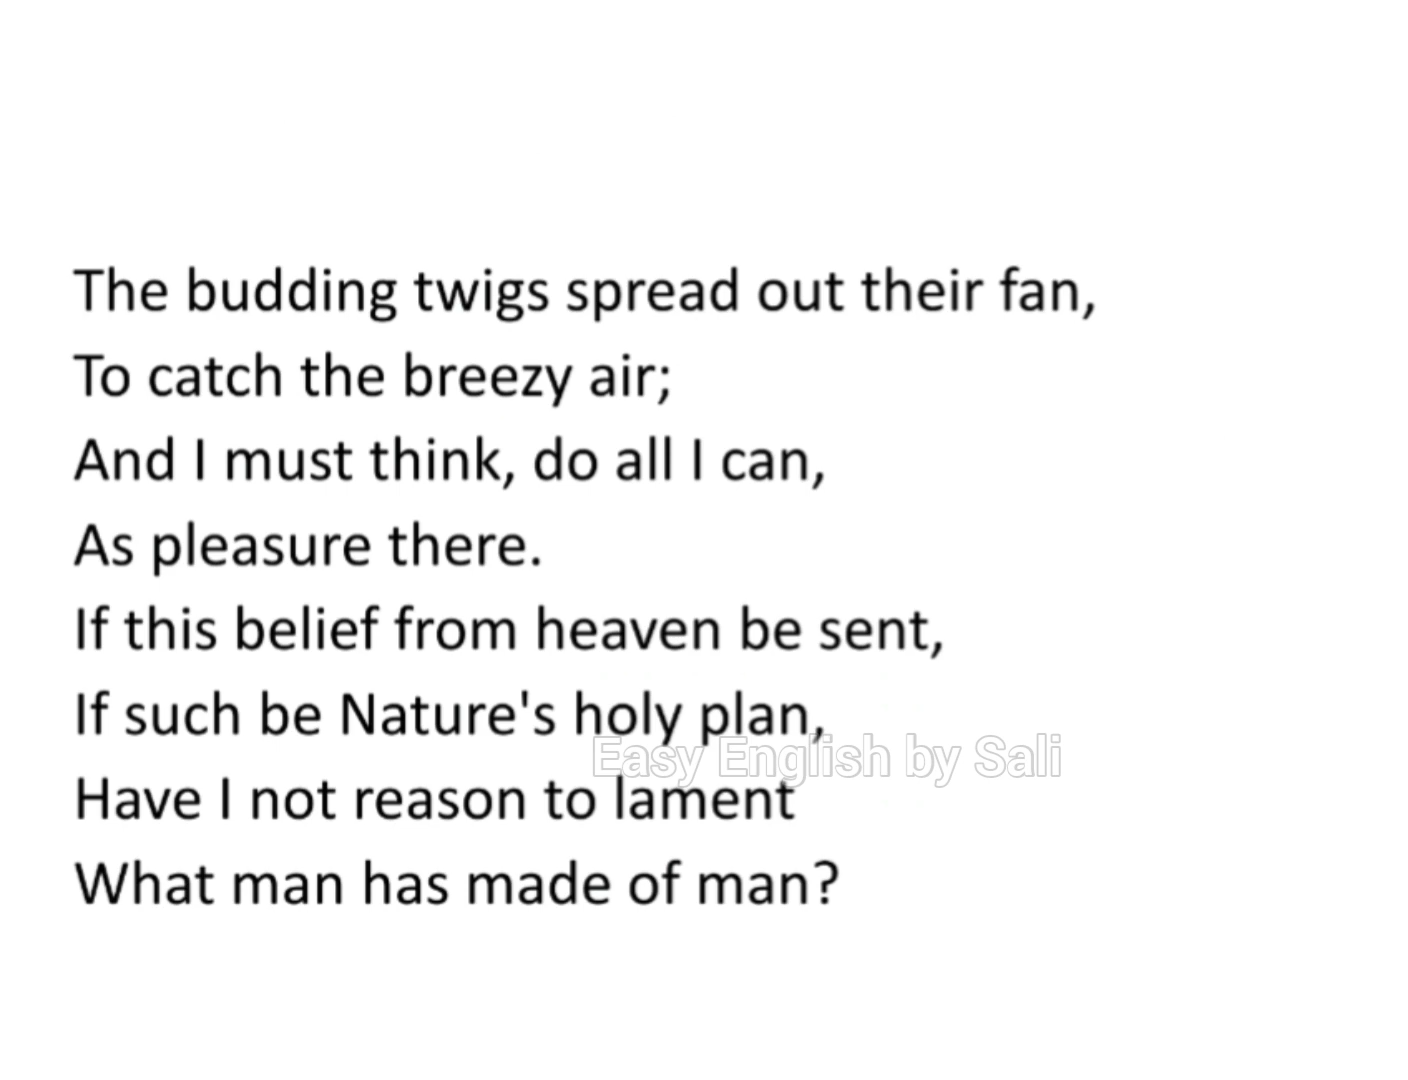 The budding twigs spread out their fan,
To catch the breezy air;
And I must think, do all I can,
As pleasure there.
If this belief from heaven be sent,
If such be Nature's holy plan,
Easy English by Sali
Have I not reason to lament
What man has made of man?